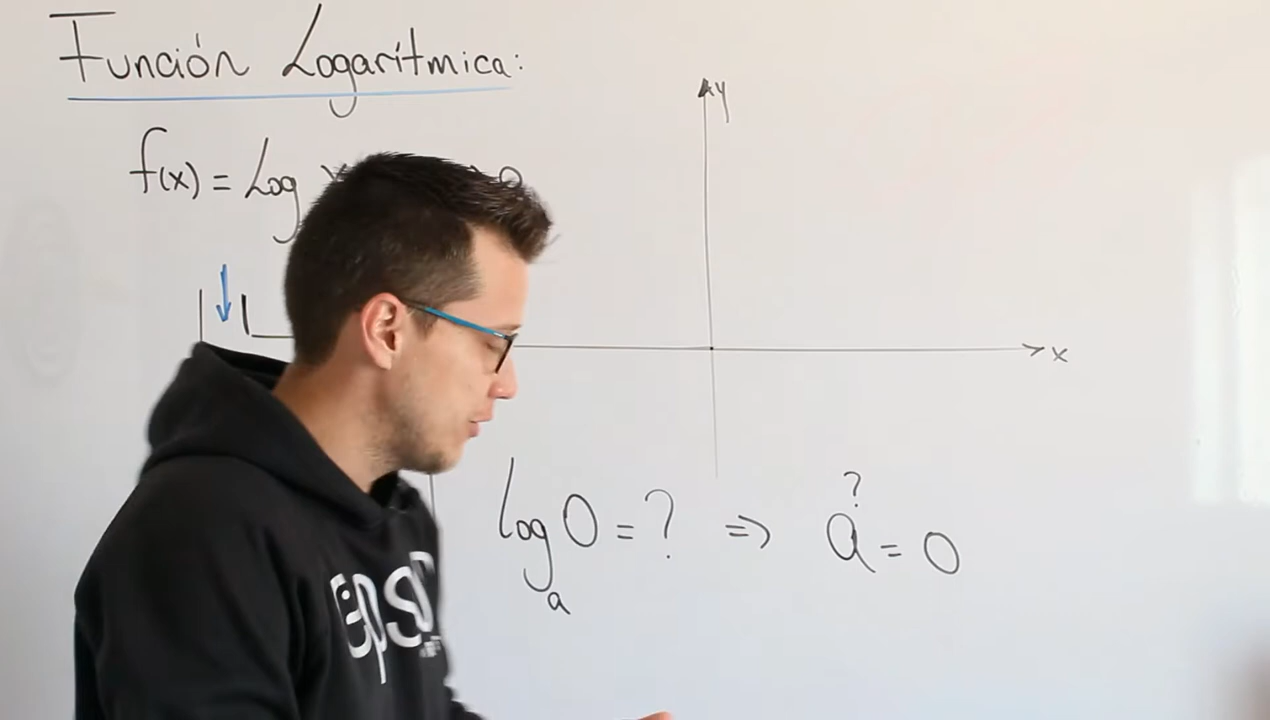 Función Logarítmica:
y
f(x) = Log
x
?
log 0 = ? => a = 0
a